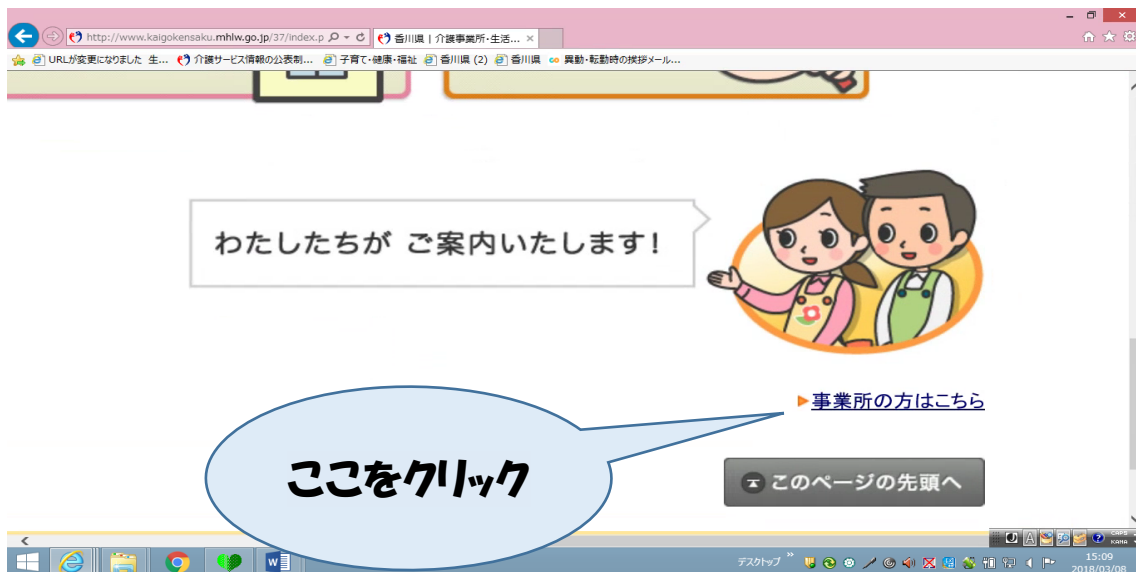 http://www.kaigokensaku.mhlw.go.jp/37/index.p
香川県 | 介護事業所・生活... ×
URLが変更になりました 生...
介護サービス情報の公表制...
子育て・健康・福祉
香川県 (2)
香川県
異動・転勤時の挨拶メール...
わたしたちが ご案内いたします!
事業所の方はこちら
ここをクリック
このページの先頭へ
CAPS
KANA
デスクトップ
15:09
2018/03/08